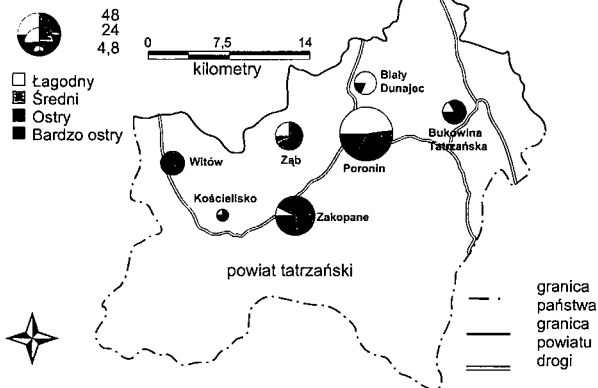 48
24
4,8
0 7,5 14
kilometry
Łagodny
Średni
Ostry
Bardzo ostry
Biały
Dunajec
Bukowina
Tatrzańska
Ząb
Witów
Poronin
Kościelisko
Zakopane
powiat tatrzański
granica
państwa
granica
powiatu
drogi